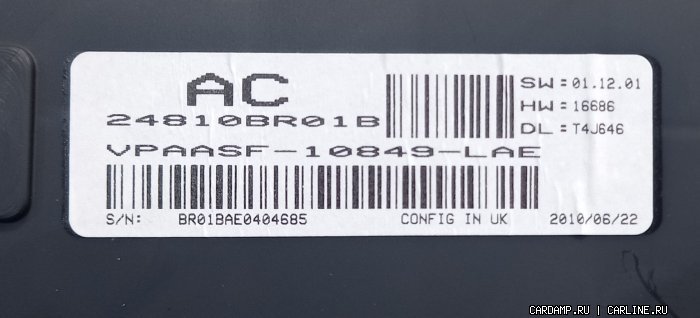 AC
24810BR01B
VPAASF-10849-LAE
SW:01.12.01
HW:16686
DL:T4J646
S/N: BR01BAE0404685 CONFIG IN UK 2010/06/22
CARDAMP.RU | CARLINE.RU